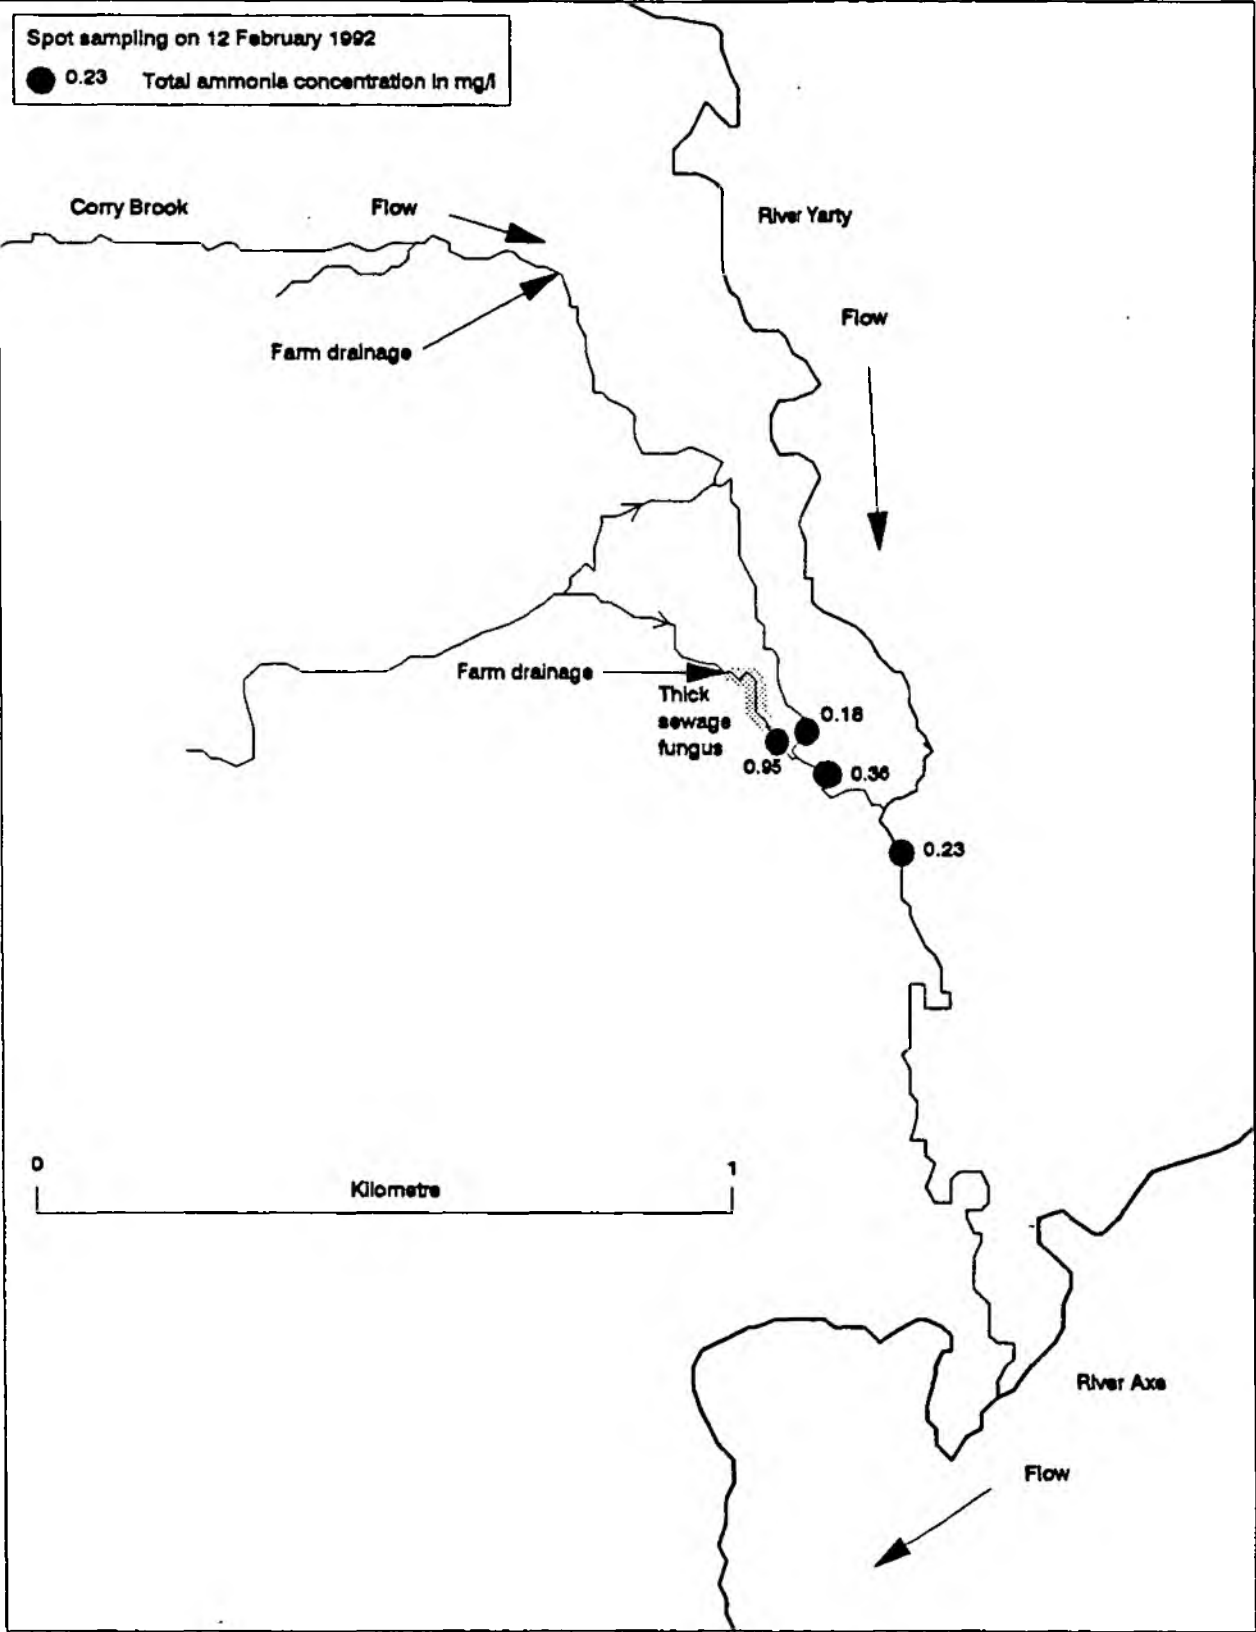 Spot sampling on 12 February 1992
0.23 Total ammonia concentration in mg/l
Corry Brook
Flow
River Yarty
Flow
Farm drainage
Farm drainage
Thick
sewage
fungus
0.18
0.95
0.36
0.23
0
1
Kilometre
River Axe
Flow